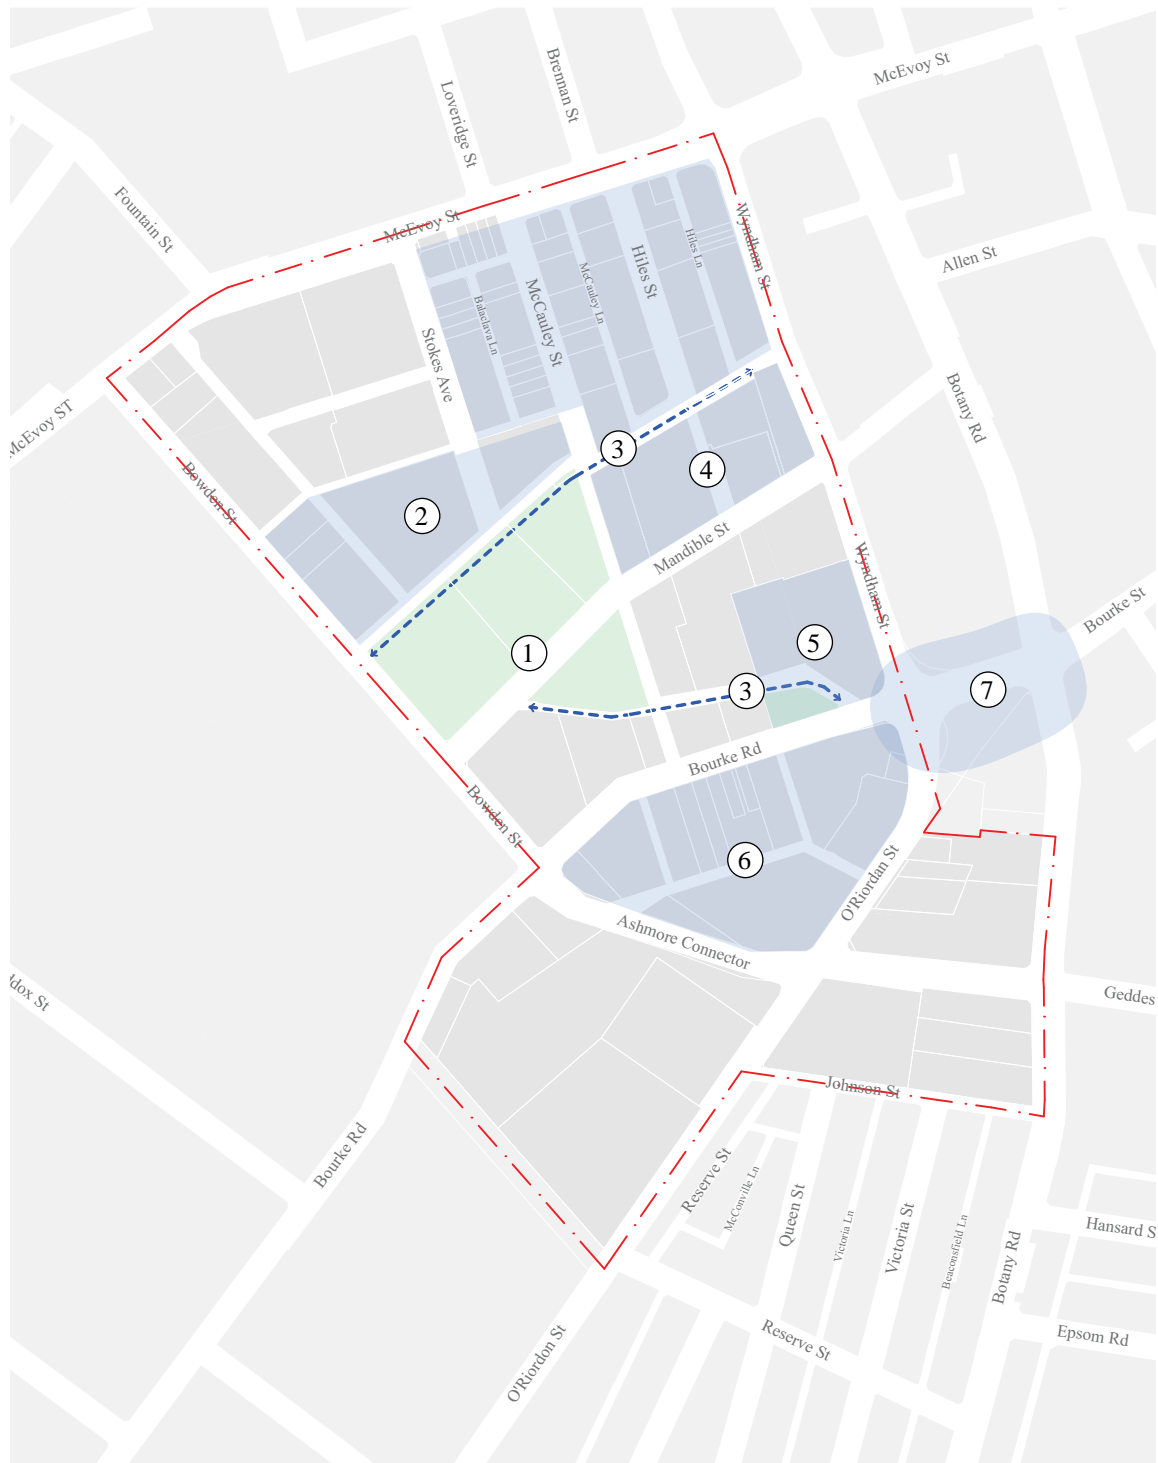 McEvoy St
Brennan St
Loveridge St
Fountain St
McEvoy St
Wyndham St
Allen St
Hiles Ln
Hiles St
McCauley Ln
McCauley St
Balaclava Ln
Stokes Ave
Botany Rd
McEvoy ST
3
4
Bowden St
2
Mandible St
Wyndham St
Bourke St
1
5
3
7
Bourke Rd
Bowden St
6
O'Riordan St
Ashmore Connector
ldox St
Geddes
Johnson St
Bourke Rd
Reserve St
McConville Ln
Queen St
Victoria Ln
Victoria St
Beaconsfield Ln
Botany Rd
Hansard S
Reserve St
Epsom Rd
O'Riordon St